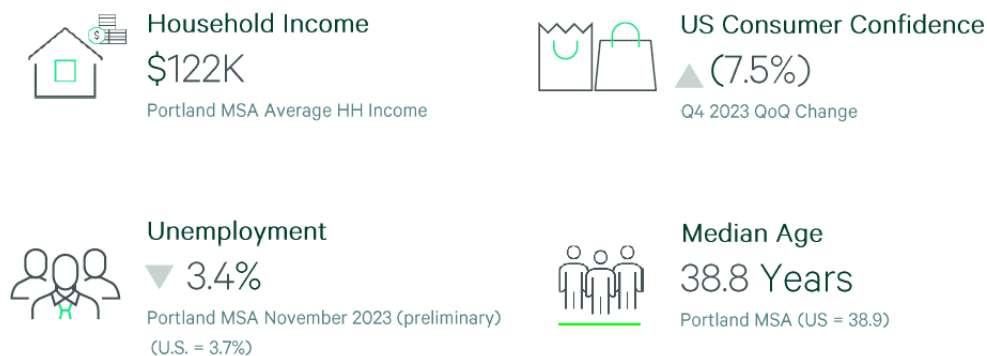 Household Income
$122K
Portland MSA Average HH Income
US Consumer Confidence
(7.5%)
Q4 2023 QoQ Change
Unemployment
3.4%
Portland MSA November 2023 (preliminary)
(U.S. = 3.7%)
Median Age
38.8 Years
Portland MSA (US = 38.9)